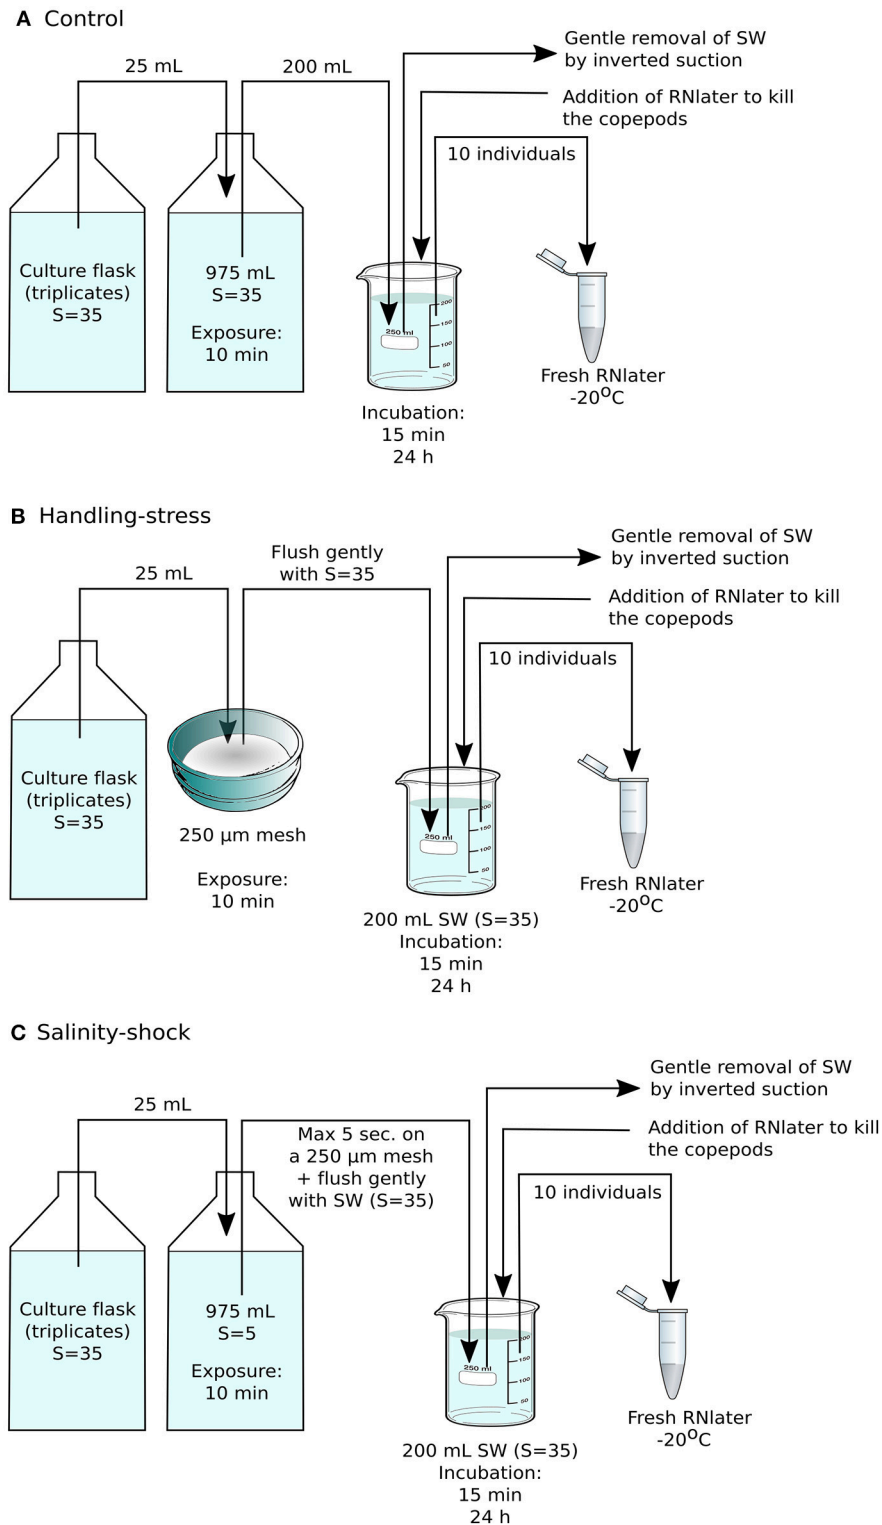 A Control
25 mL
200 mL
Gentle removal of SW
by inverted suction
Addition of RNlater to kill
the copepods
10 individuals
Culture flask
(triplicates)
S=35
975 mL
S=35
Exposure:
10 min
250 ml
200
150
100
50
Incubation:
15 min
24 h
Fresh RNlater
-20°C
B Handling-stress
25 mL
Flush gently
with S=35
Gentle removal of SW
by inverted suction
Addition of RNlater to kill
the copepods
10 individuals
Culture flask
(triplicates)
S=35
250 µm mesh
Exposure:
10 min
250 ml
200
150
100
50
200 mL SW (S=35)
Incubation:
15 min
24 h
Fresh RNlater
-20°C
C Salinity-shock
25 mL
Max 5 sec. on
a 250 µm mesh
+ flush gently
with SW (S=35)
Gentle removal of SW
by inverted suction
Addition of RNlater to kill
the copepods
10 individuals
Culture flask
(triplicates)
S=35
975 mL
S=5
Exposure:
10 min
250 ml
200
150
100
50
200 mL SW (S=35)
Incubation:
15 min
24 h
Fresh RNlater
-20°C